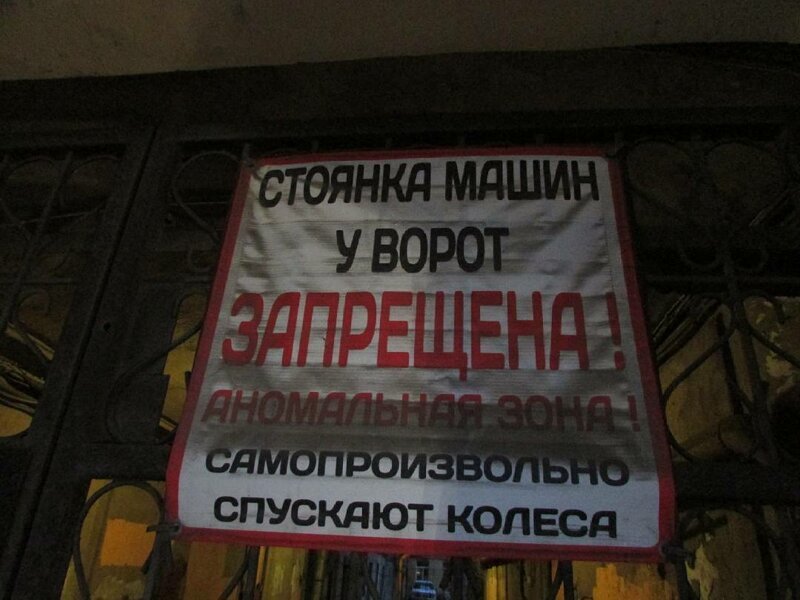 СТОЯНКА МАШИН
У ВОРОТ
ЗАПРЕЩЕНА !
АНОМАЛЬНАЯ ЗОНА !
САМОПРОИЗВОЛЬНО
СПУСКАЮТ КОЛЕСА